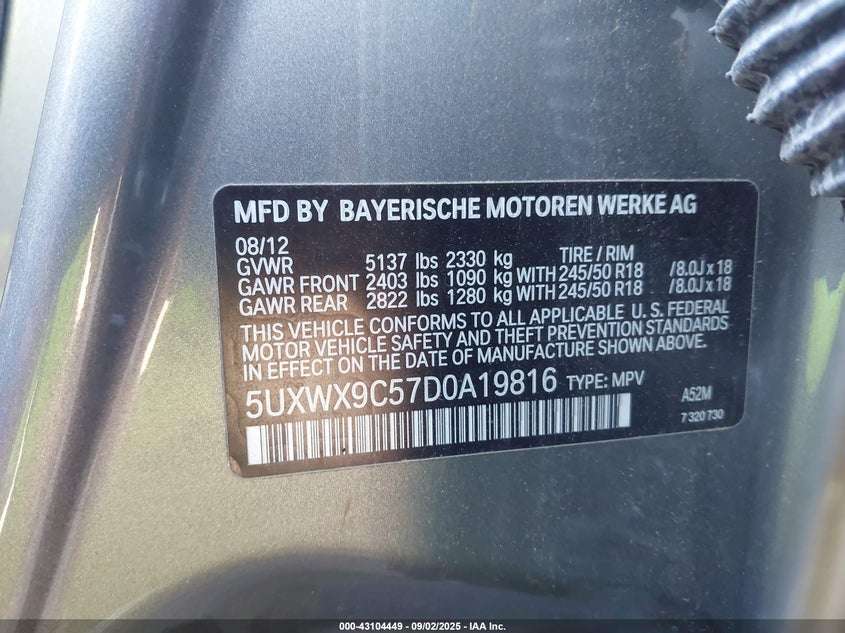 MFD BY BAYERISCHE MOTOREN WERKE AG
08/12 TIRE / RIM
GVWR 5137 lbs 2330 kg
GAWR FRONT 2403 lbs 1090 kg WITH 245/50 R18 /8.0J x 18
GAWR REAR 2822 lbs 1280 kg WITH 245/50 R18 /8.0J x 18
THIS VEHICLE CONFORMS TO ALL APPLICABLE U. S. FEDERAL
MOTOR VEHICLE SAFETY AND THEFT PREVENTION STANDARDS
IN EFFECT ON THE DATE OF MANUFACTURE SHOWN ABOVE.
5UXWX9C57D0A19816 TYPE: MPV A52M
7 320 730
000-43104449 - 09/02/2025 - IAA Inc.